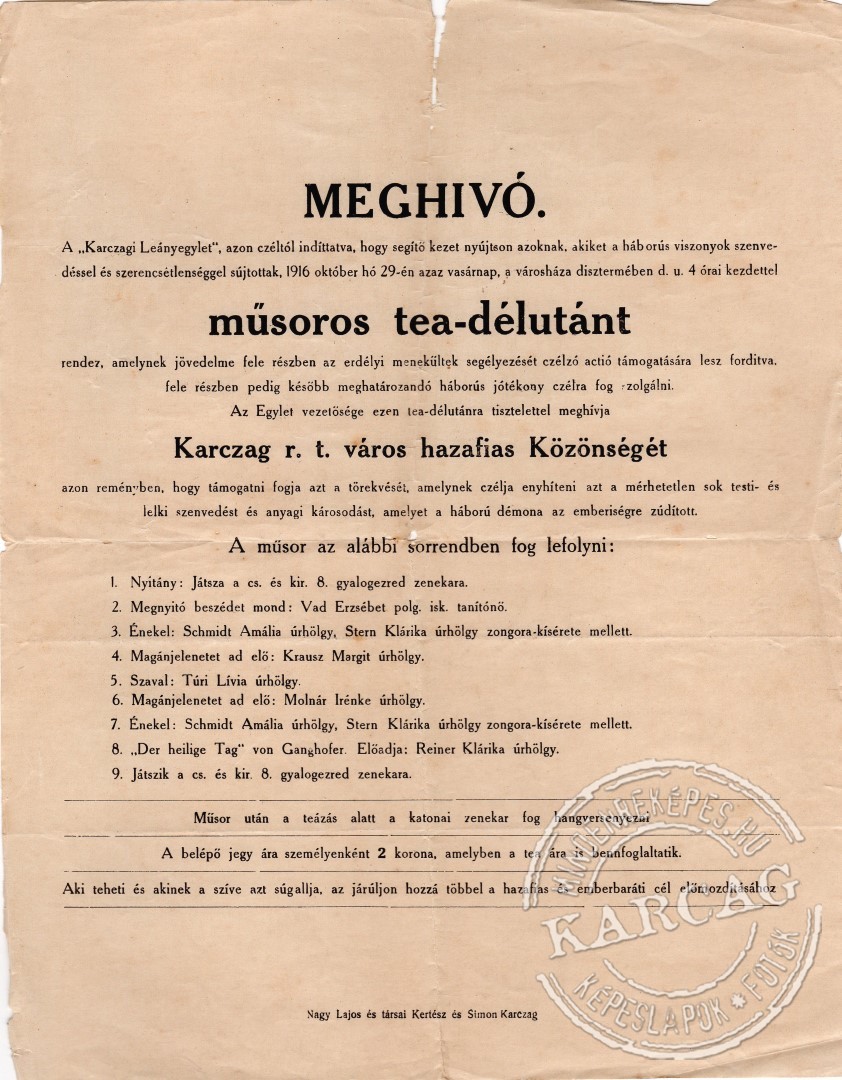 MEGHIVÓ.
A „Karczagi Leányegylet“, azon czéltól indíttatva, hogy segítő kezet nyújtson azoknak, akiket a háborús viszonyok szenve-
déssel és szerencsétlenséggel sújtottak, 1916 október hó 29-én azaz vasárnap, a városháza disztermében d. u. 4 órai kezdettel
műsoros tea-délutánt
rendez, amelynek jövedelme fele részben az erdélyi menekültek segélyezését czélzó actió támogatására lesz forditva.
fele részben pedig később meghatározandó háborús jótékony czélra fog szolgálni.
Az Egylet vezetősége ezen tea-délutánra tisztelettel meghívja
Karczag r. t. város hazafias Közönségét
azon reményben, hogy támogatni fogja azt a törekvését, amelynek czélja enyhíteni azt a mérhetetlen sok testi- és
lelki szenvedést és anyagi károsodást, amelyet a háború démona az emberiségre zúdított.
A műsor az alábbi sorrendben fog lefolyni:
1. Nyitány: Játsza a cs. és kir. 8. gyalogezred zenekara.
2. Megnyitó beszédet mond: Vad Erzsébet polg. isk. tanítónő.
3. Énekel: Schmidt Amália úrhölgy, Stern Klárika úrhölgy zongora-kísérete mellett.
4. Magánjelenetet ad elő: Krausz Margit úrhölgy.
5. Szaval: Túri Lívia úrhölgy.
6. Magánjelenetet ad elő: Molnár Irénke úrhölgy.
7. Énekel: Schmidt Amália úrhölgy, Stern Klárika úrhölgy zongora-kísérete mellett.
8. „Der heilige Tag“ von Ganghofer. Előadja: Reiner Klárika úrhölgy.
9. Játszik a cs. és kir. 8. gyalogezred zenekara.
Műsor után a teázás alatt a katonai zenekar fog hangversenyezni
A belépő jegy ára személyenként 2 korona, amelyben a tea ára is bennfoglaltatik.
Aki teheti és akinek a szíve azt súgallja, az járúljon hozzá többel a hazafias és emberbaráti cél előmozdításához
Nagy Lajos és társai Kertész és Simon Karczag
MINDENKEKÉPES.HU
KARCAG
KÉPESLAPOK * FOTÓK